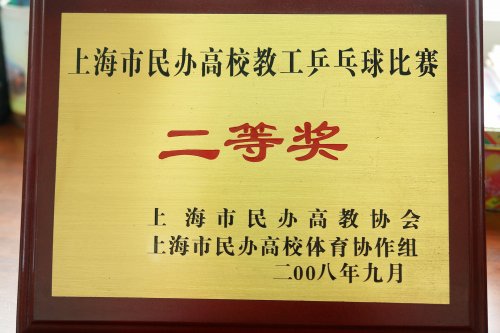 上海市民办高校教工乒乓球比赛
二等奖
上海市民办高教协会
上海市民办高校体育协作组
二00八年九月